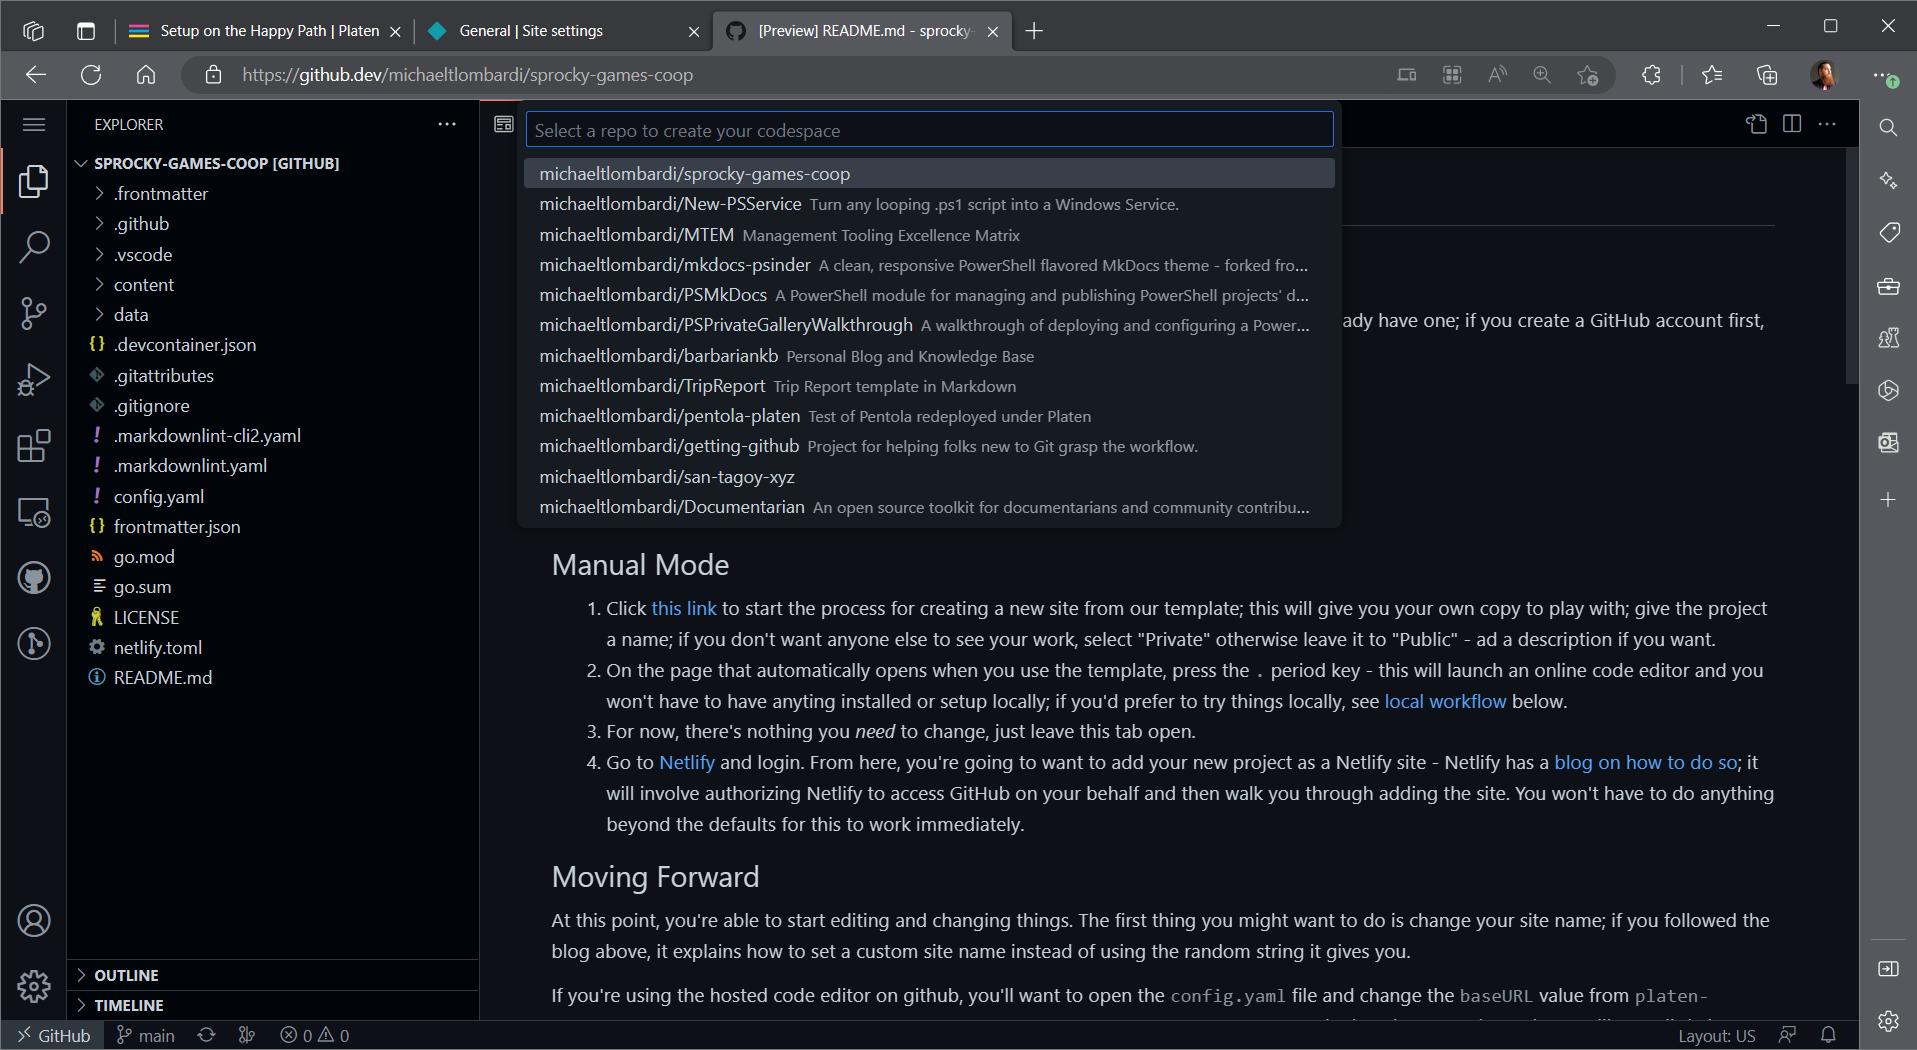 Setup on the Happy Path | Platen
General | Site settings
[Preview] README.md - sprocky-
https://github.dev/michaeltlombardi/sprocky-games-coop
EXPLORER
SPROCKY-GAMES-COOP [GITHUB]
.frontmatter
.github
.vscode
content
data
.devcontainer.json
.gitattributes
.gitignore
.markdownlint-cli2.yaml
.markdownlint.yaml
config.yaml
frontmatter.json
go.mod
go.sum
LICENSE
netlify.toml
README.md
OUTLINE
TIMELINE
Select a repo to create your codespace
michaeltlombardi/sprocky-games-coop
michaeltlombardi/New-PSService Turn any looping .ps1 script into a Windows Service.
michaeltlombardi/MTEM Management Tooling Excellence Matrix
michaeltlombardi/mkdocs-psinder A clean, responsive PowerShell flavored MkDocs theme - forked fro...
michaeltlombardi/PSMkDocs A PowerShell module for managing and publishing PowerShell projects' d...
michaeltlombardi/PSPrivateGalleryWalkthrough A walkthrough of deploying and configuring a Power...
michaeltlombardi/barbariankb Personal Blog and Knowledge Base
michaeltlombardi/TripReport Trip Report template in Markdown
michaeltlombardi/pentola-platen Test of Pentola redeployed under Platen
michaeltlombardi/getting-github Project for helping folks new to Git grasp the workflow.
michaeltlombardi/san-tagoy-xyz
michaeltlombardi/Documentarian An open source toolkit for documentarians and community contribu...
ady have one; if you create a GitHub account first,
Manual Mode
1. Click this link to start the process for creating a new site from our template; this will give you your own copy to play with; give the project
a name; if you don't want anyone else to see your work, select "Private" otherwise leave it to "Public" - ad a description if you want.
2. On the page that automatically opens when you use the template, press the . period key - this will launch an online code editor and you
won't have to have anyting installed or setup locally; if you'd prefer to try things locally, see local workflow below.
3. For now, there's nothing you need to change, just leave this tab open.
4. Go to Netlify and login. From here, you're going to want to add your new project as a Netlify site - Netlify has a blog on how to do so; it
will involve authorizing Netlify to access GitHub on your behalf and then walk you through adding the site. You won't have to do anything
beyond the defaults for this to work immediately.
Moving Forward
At this point, you're able to start editing and changing things. The first thing you might want to do is change your site name; if you followed the
blog above, it explains how to set a custom site name instead of using the random string it gives you.
If you're using the hosted code editor on github, you'll want to open the config.yaml file and change the baseURL value from platen-
GitHub
main
0
0
Layout: US